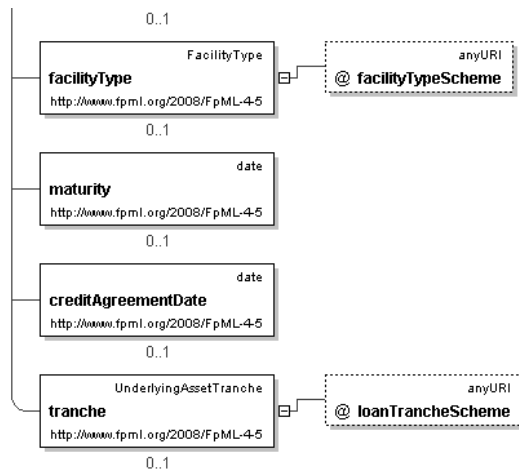 0..1
FacilityType
facilityType
http://www.fpml.org/2008/FpML-4-5
anyURI
@ facilityTypeScheme
0..1
date
maturity
http://www.fpml.org/2008/FpML-4-5
0..1
date
creditAgreementDate
http://www.fpml.org/2008/FpML-4-5
0..1
UnderlyingAssetTranche
tranche
http://www.fpml.org/2008/FpML-4-5
anyURI
@ loanTrancheScheme
0..1